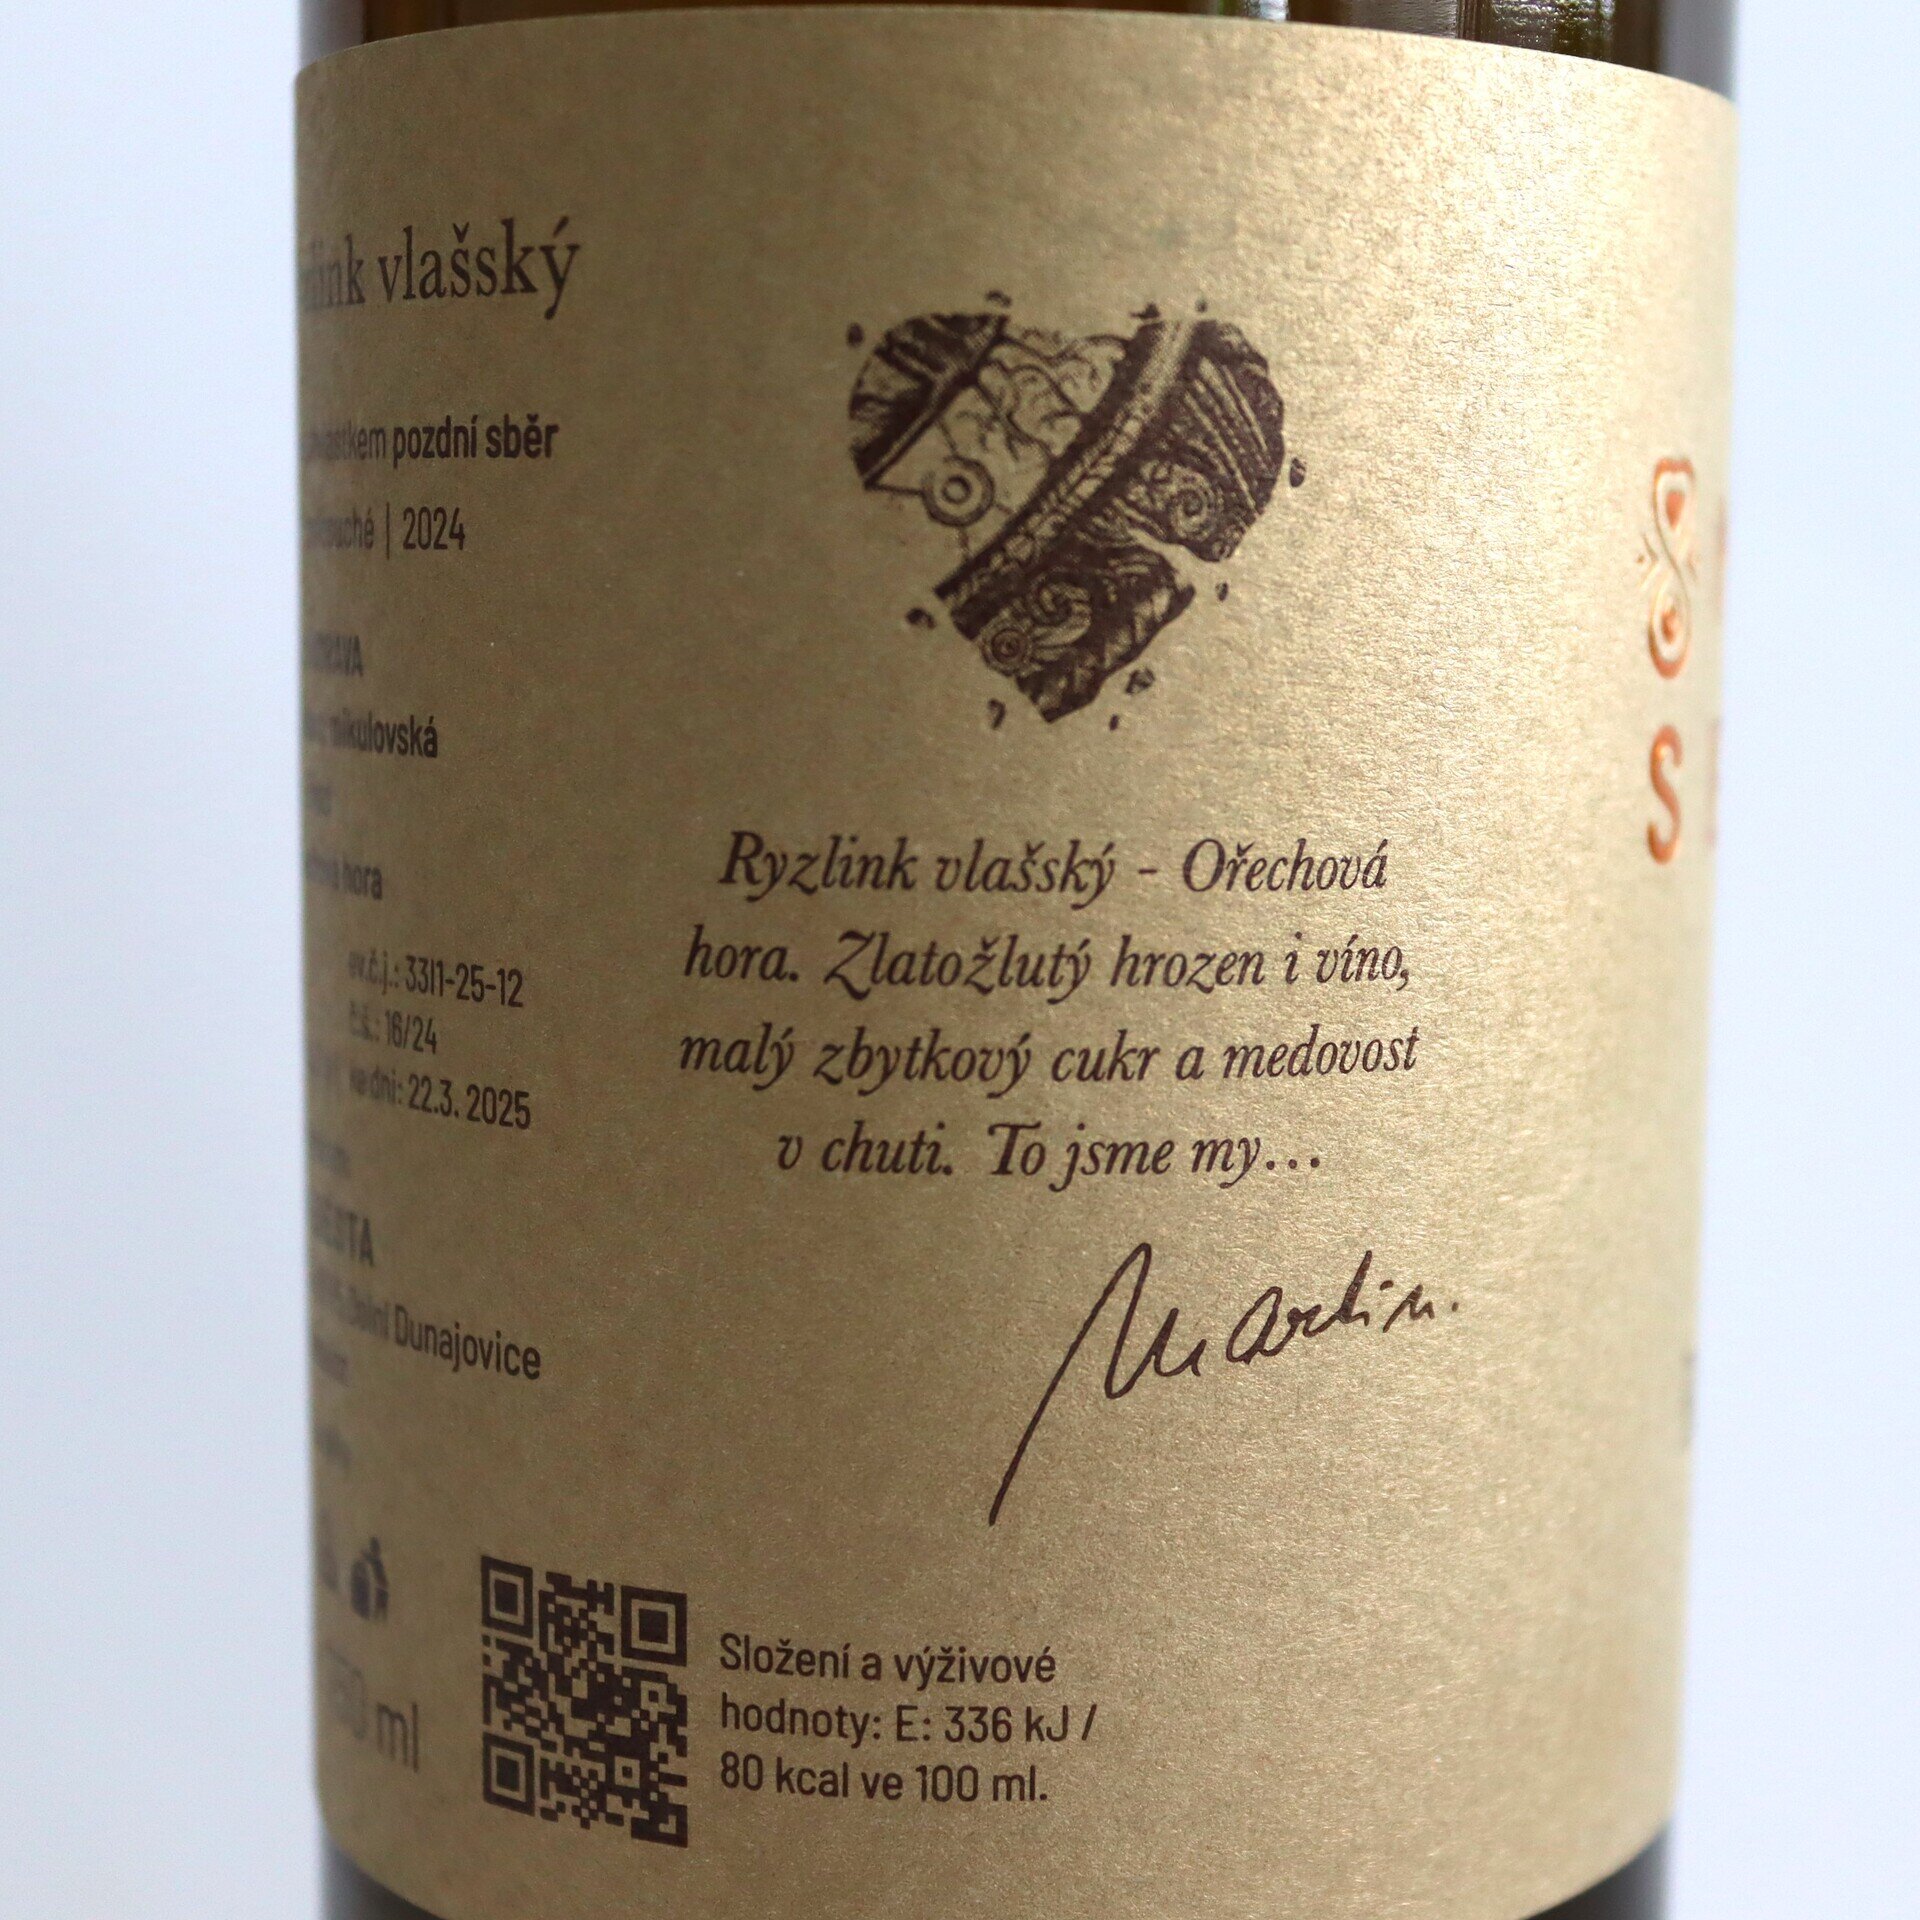 vlašský
pozdní sběr
| 2024
mikulovská
hora
ev.č.j.: 33I1-25-12
č.š.: 16/24
ve dni: 22.3. 2025
Dolní Dunajovice
ml
Ryzlink vlašský - Ořechová
hora. Zlatožlutý hrozen i víno,
malý zbytkový cukr a medovost
v chuti. To jsme my...
Martin.
Složení a výživové
hodnoty: E: 336 kJ /
80 kcal ve 100 ml.
S